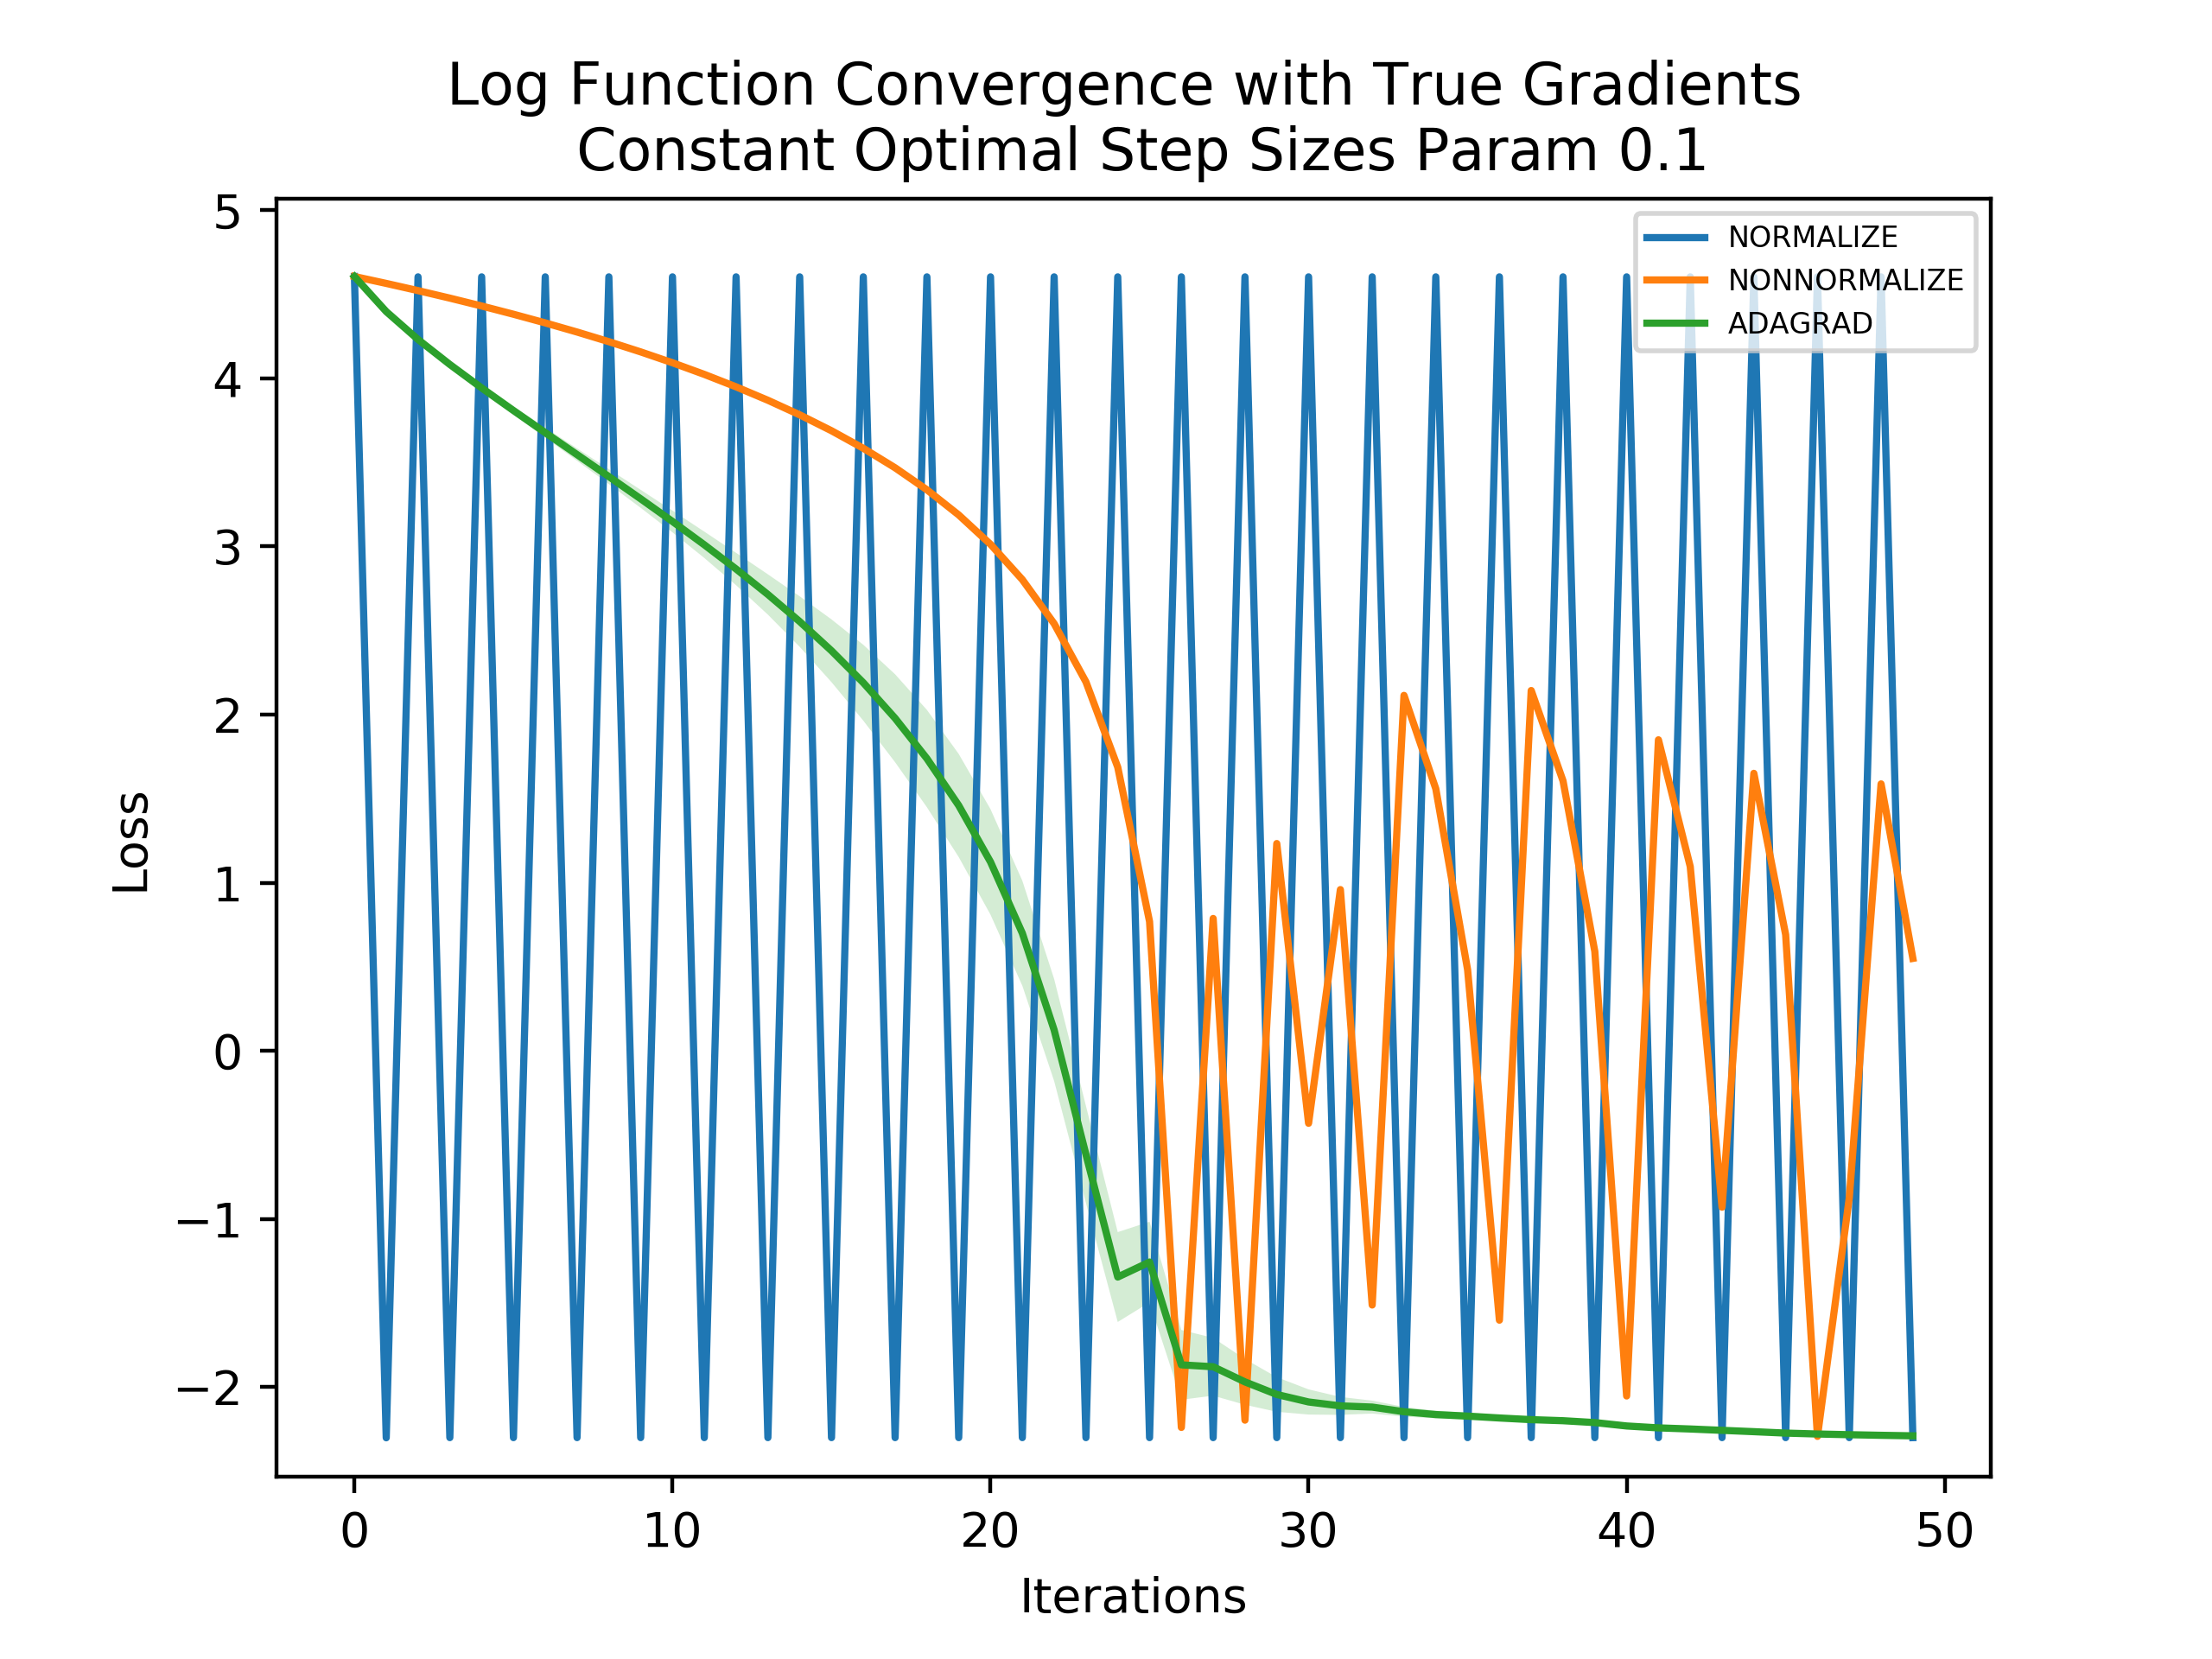 Log Function Convergence with True Gradients
Constant Optimal Step Sizes Param 0.1
NORMALIZE
NONNORMALIZE
ADAGRAD
5
4
3
2
1
0
−1
−2
Loss
0 10 20 30 40 50
Iterations